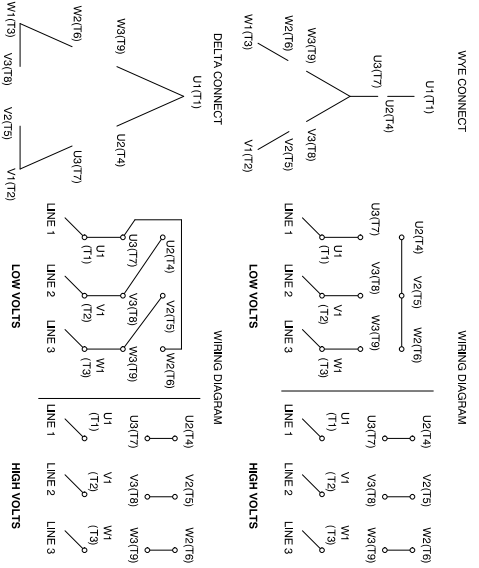 WYE CONNECT
U1(T1)
U2(T4)
U3(T7)
W3(T9)
V3(T8)
W2(T6)
V2(T5)
W1(T3)
V1(T2)
WIRING DIAGRAM
U2(T4) V2(T5) W2(T6)
U3(T7) V3(T8) W3(T9)
U1 V1 W1
(T1) (T2) (T3)
LINE 1 LINE 2 LINE 3
LOW VOLTS
U2(T4) V2(T5) W2(T6)
U3(T7) V3(T8) W3(T9)
U1 V1 W1
(T1) (T2) (T3)
LINE 1 LINE 2 LINE 3
HIGH VOLTS
DELTA CONNECT
U1(T1)
W3(T9) U2(T4)
W2(T6) U3(T7)
W1(T3) V3(T8) V2(T5) V1(T2)
WIRING DIAGRAM
U2(T4) V2(T5) W2(T6)
U3(T7) V3(T8) W3(T9)
U1 V1 W1
(T1) (T2) (T3)
LINE 1 LINE 2 LINE 3
LOW VOLTS
U2(T4) V2(T5) W2(T6)
U3(T7) V3(T8) W3(T9)
U1 V1 W1
(T1) (T2) (T3)
LINE 1 LINE 2 LINE 3
HIGH VOLTS